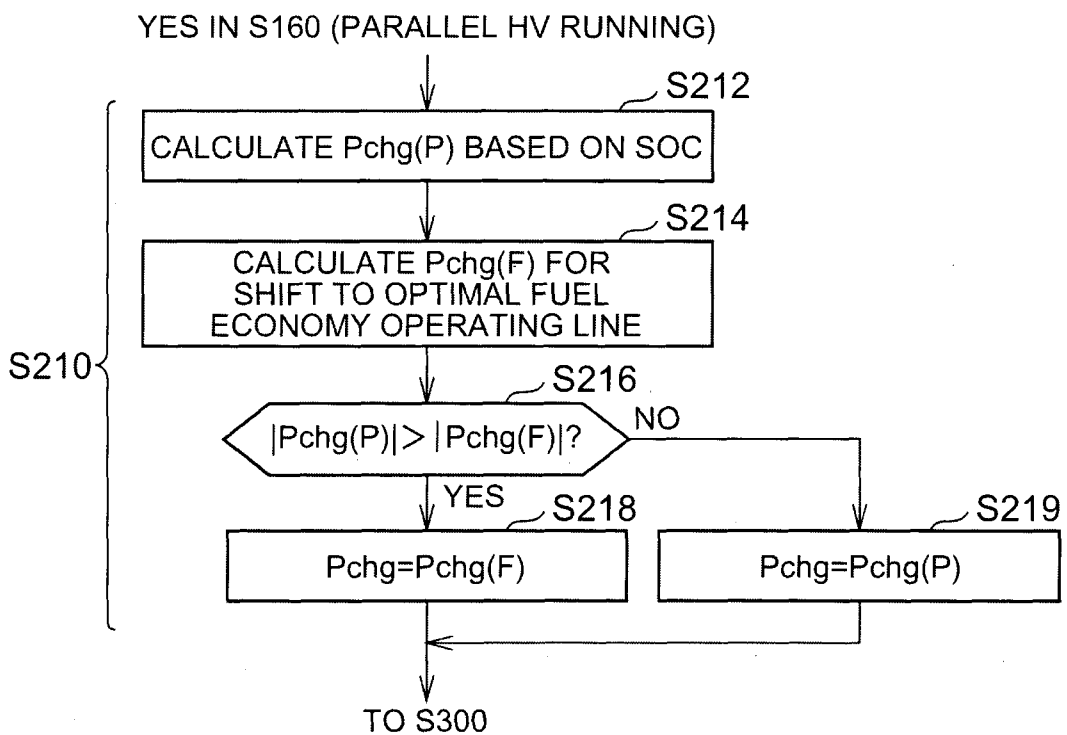 YES IN S160 (PARALLEL HV RUNNING)
S212
CALCULATE Pchg(P) BASED ON SOC
S214
CALCULATE Pchg(F) FOR
SHIFT TO OPTIMAL FUEL
ECONOMY OPERATING LINE
S210
S216
|Pchg(P)|> |Pchg(F)|?
NO
YES
S218
Pchg=Pchg(F)
S219
Pchg=Pchg(P)
TO S300